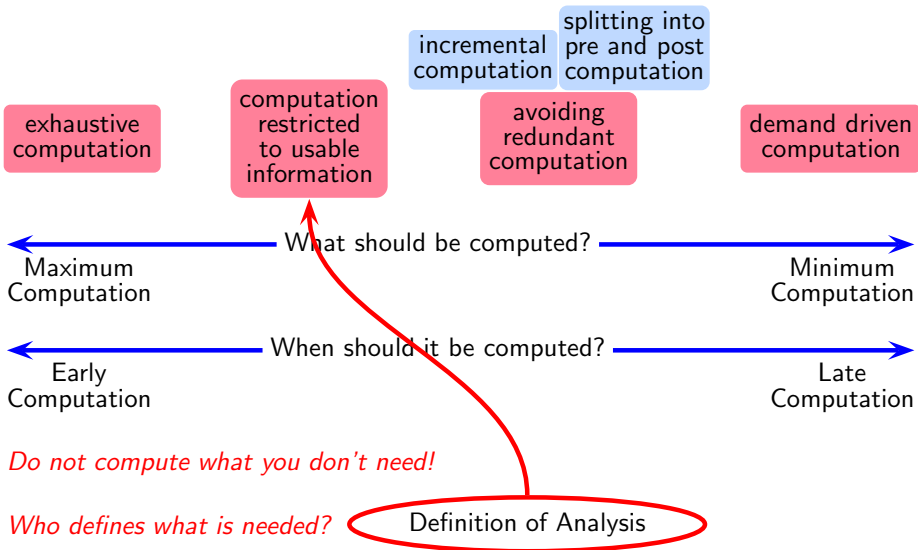 exhaustive
computation
computation
restricted
to usable
information
incremental
computation
splitting into
pre and post
computation
avoiding
redundant
computation
demand driven
computation
What should be computed?
Maximum
Computation
Minimum
Computation
When should it be computed?
Early
Computation
Late
Computation
Do not compute what you don't need!
Who defines what is needed?
Definition of Analysis